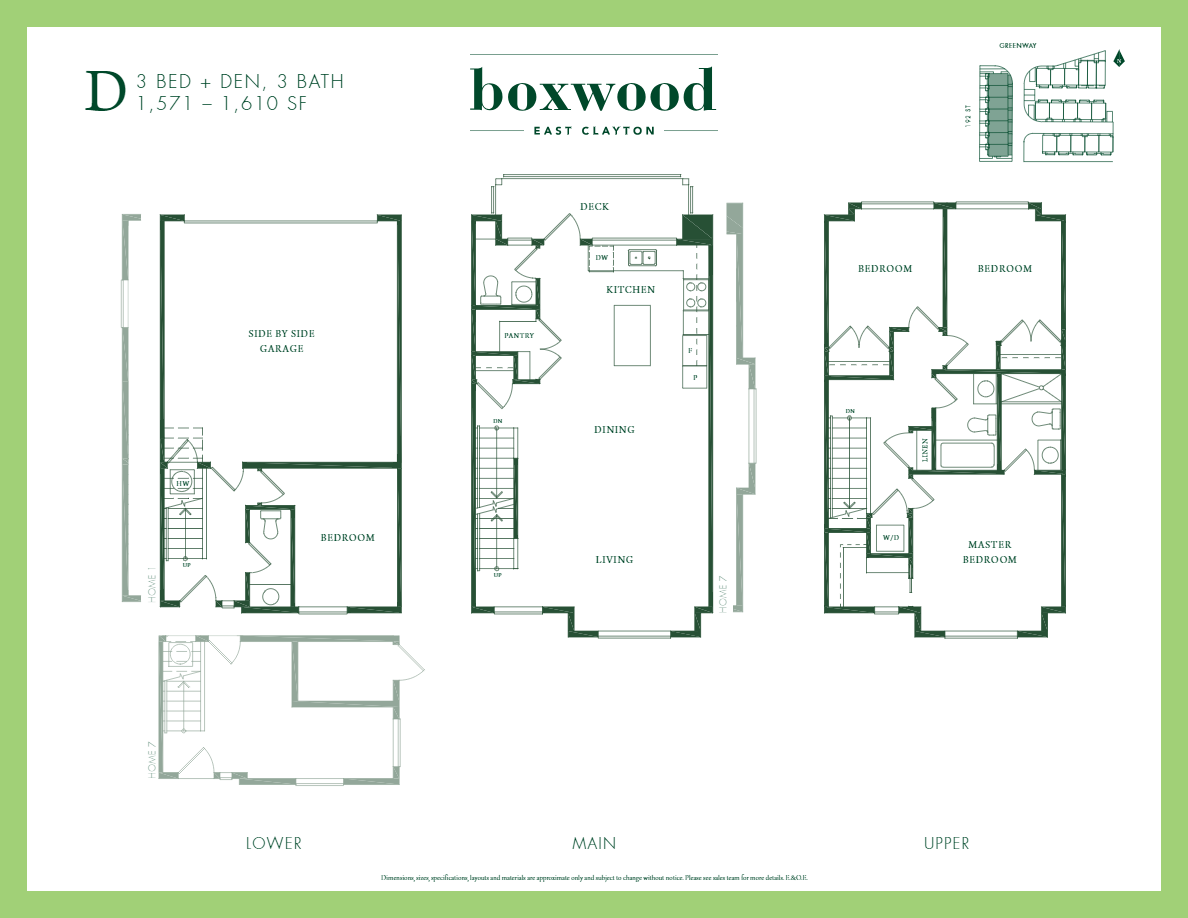 D
3 BED + DEN, 3 BATH
1,571 – 1,610 SF
boxwood
EAST CLAYTON
GREENWAY
N
192 ST
SIDE BY SIDE
GARAGE
HW
UP
BEDROOM
HOME 1
HOME 7
LOWER
DECK
DW
KITCHEN
PANTRY
F
P
DINING
DN
LIVING
UP
HOME 7
MAIN
BEDROOM
BEDROOM
DN
LINEN
W/D
MASTER
BEDROOM
UPPER
Dimensions, sizes, specifications, layouts and materials are approximate only and subject to change without notice. Please see sales team for more details. E.&O.E.